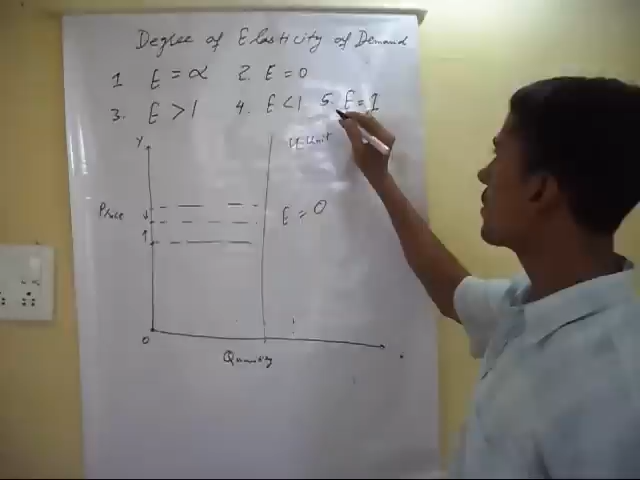 Degree of Elasticity of Demand
1 E = α 2. E = 0
3. E > 1 4. E < 1 5. E = 1
Y
Price
E = 0
O
Quantity